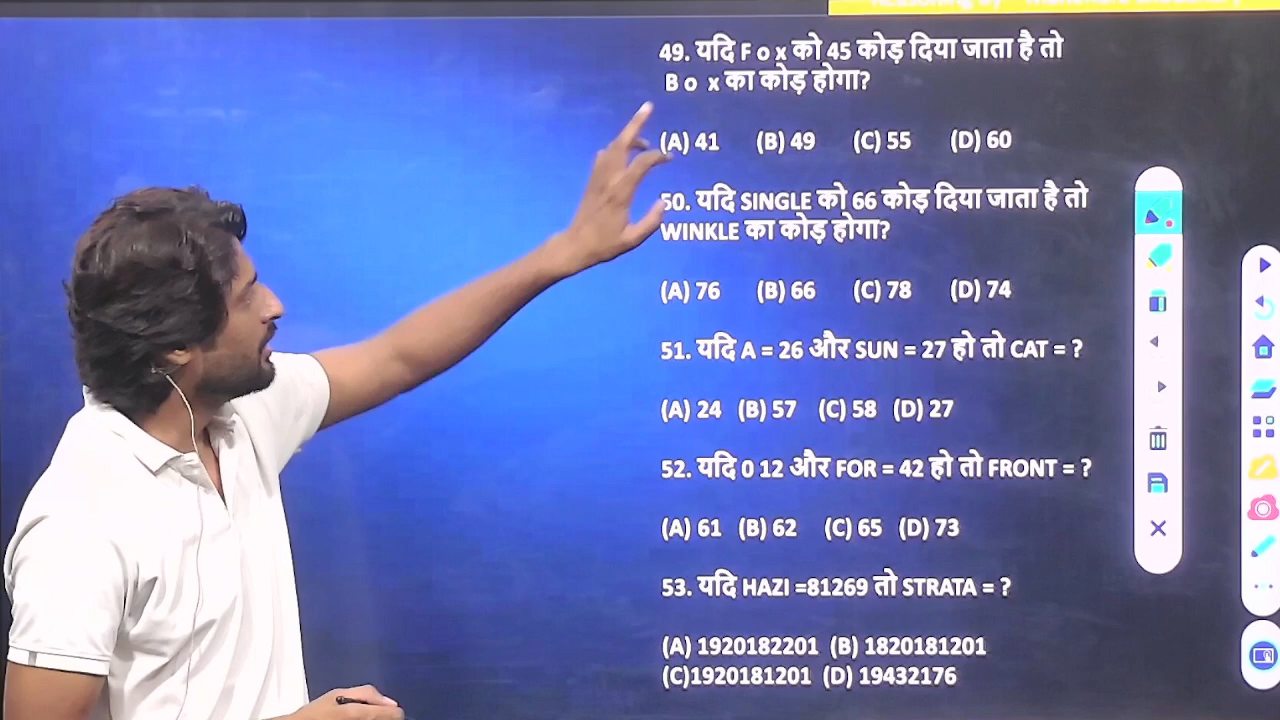 49. यदि F o x को 45 कोड़ दिया जाता है तो
B o x का कोड़ होगा?
(A) 41 (B) 49 (C) 55 (D) 60
50. यदि SINGLE को 66 कोड़ दिया जाता है तो
WINKLE का कोड़ होगा?
(A) 76 (B) 66 (C) 78 (D) 74
51. यदि A = 26 और SUN = 27 हो तो CAT = ?
(A) 24 (B) 57 (C) 58 (D) 27
52. यदि 0 12 और FOR = 42 हो तो FRONT = ?
(A) 61 (B) 62 (C) 65 (D) 73
53. यदि HAZI =81269 तो STRATA = ?
(A) 1920182201 (B) 1820181201
(C)1920181201 (D) 19432176